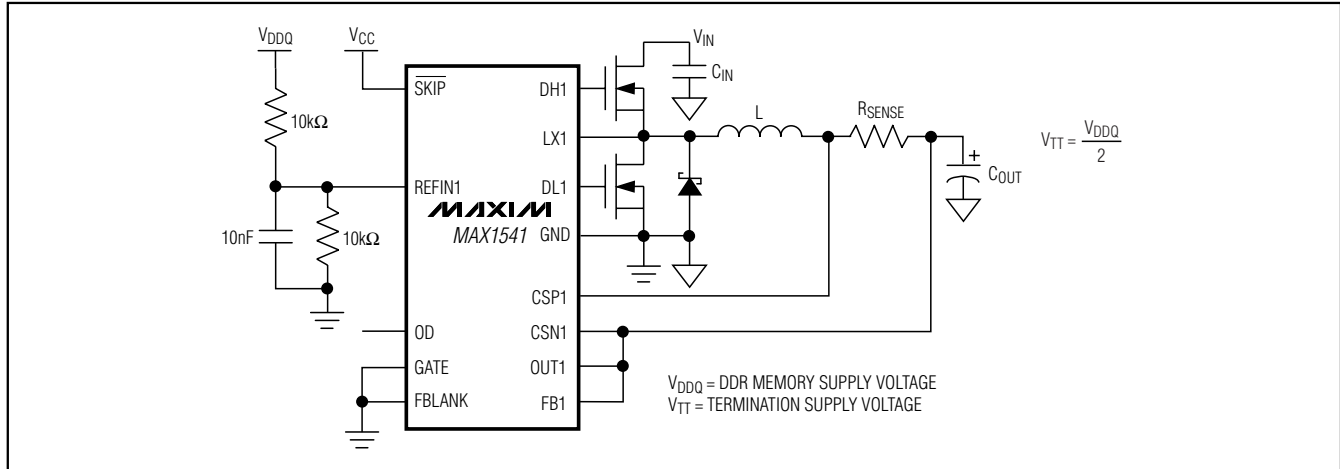 VDDQ
VCC
VIN
CIN
SKIP
DH1
10kΩ
RSENSE
L
LX1
VTT = VDDQ
2
+
COUT
REFIN1
DL1
MAXIM
10nF
10kΩ
MAX1541
GND
CSP1
OD
CSN1
GATE
OUT1
VDDQ = DDR MEMORY SUPPLY VOLTAGE
FBLANK
FB1
VTT = TERMINATION SUPPLY VOLTAGE